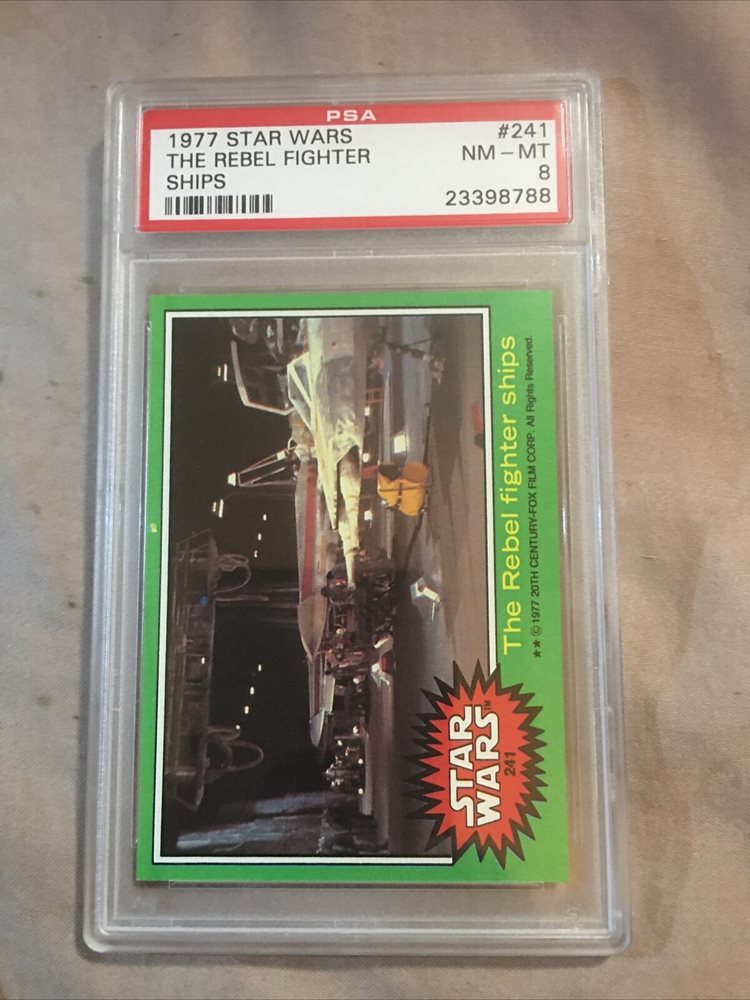 PSA
1977 STAR WARS #241
THE REBEL FIGHTER NM - MT
SHIPS 8
23398788
The Rebel fighter ships
★★ ©1977 20TH CENTURY-FOX FILM CORP. All Rights Reserved.
STAR
WARS™
241